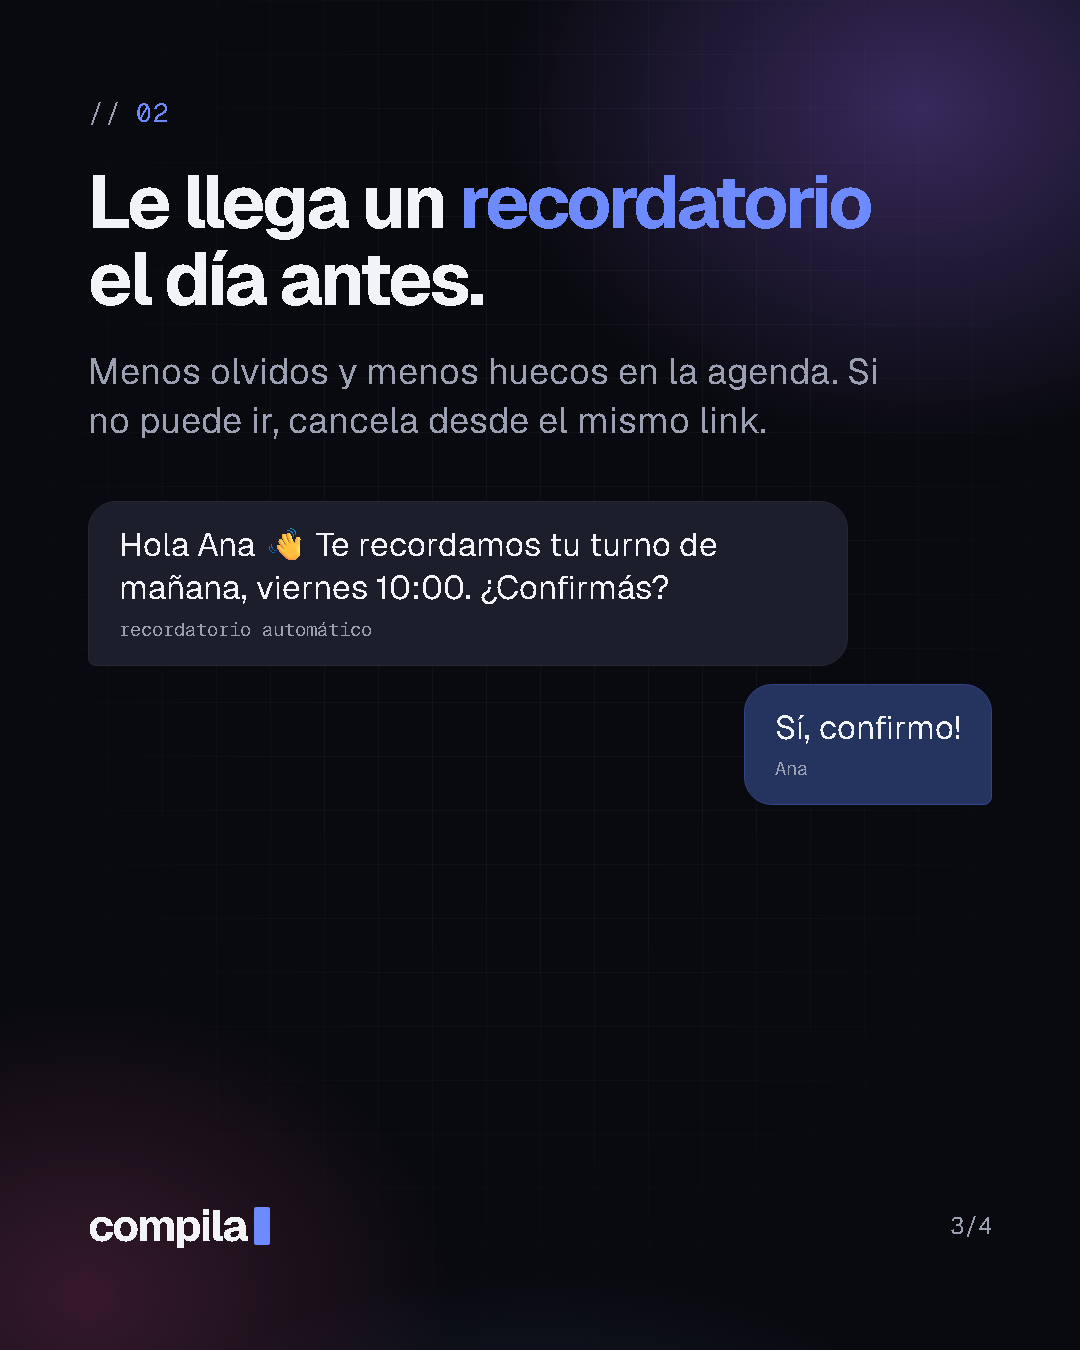 // 02
Le llega un recordatorio
el día antes.
Menos olvidos y menos huecos en la agenda. Si
no puede ir, cancela desde el mismo link.
Hola Ana 👋 Te recordamos tu turno de
mañana, viernes 10:00. ¿Confirmás?
recordatorio automático
Sí, confirmo!
Ana
compila
3/4